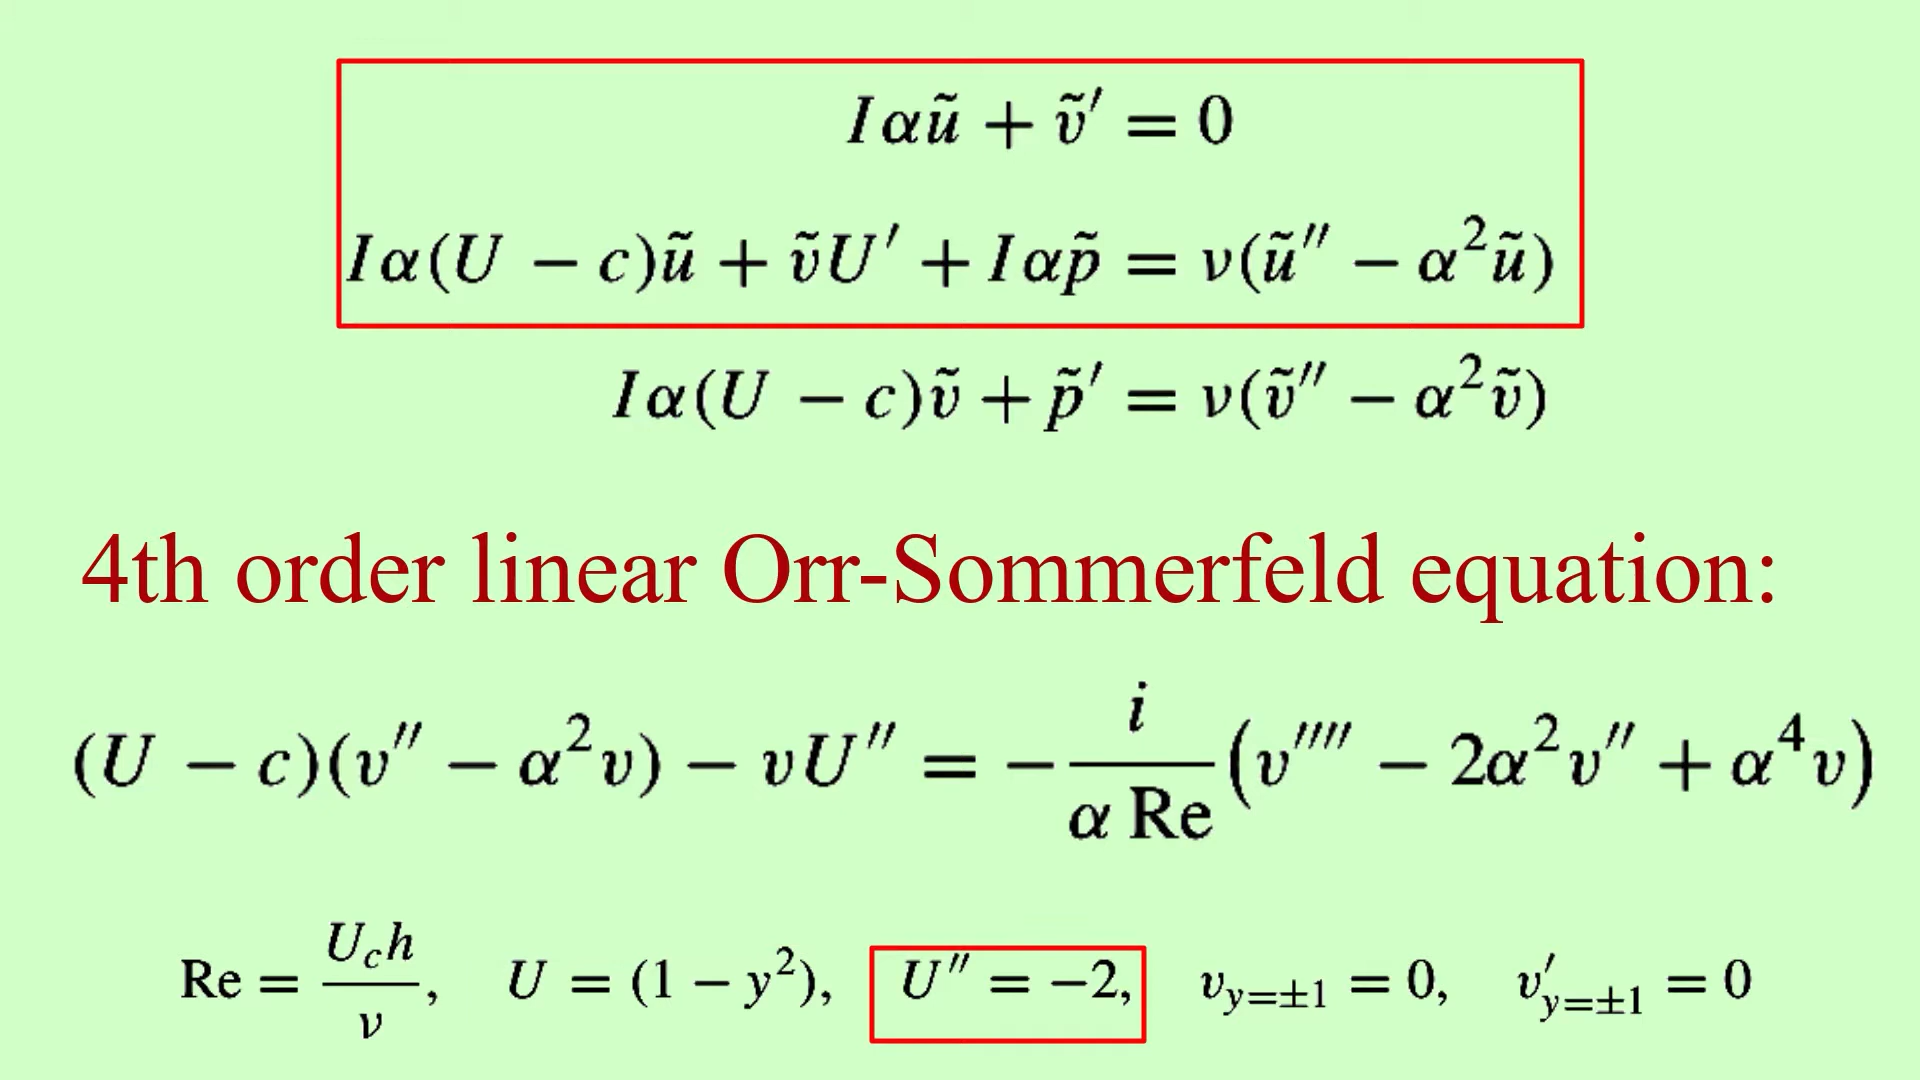 Iαũ + ṽ′ = 0
Iα(U − c)ũ + ṽU′ + Iαp̃ = ν(ũ″ − α²ũ)
Iα(U − c)ṽ + p̃′ = ν(ṽ″ − α²ṽ)
4th order linear Orr-Sommerfeld equation:
(U − c)(v″ − α²v) − vU″ = − i/(α Re) (v⁗ − 2α²v″ + α⁴v)
Re = U_c h/ν, U = (1 − y²), U″ = −2, v_{y=±1} = 0, v′_{y=±1} = 0